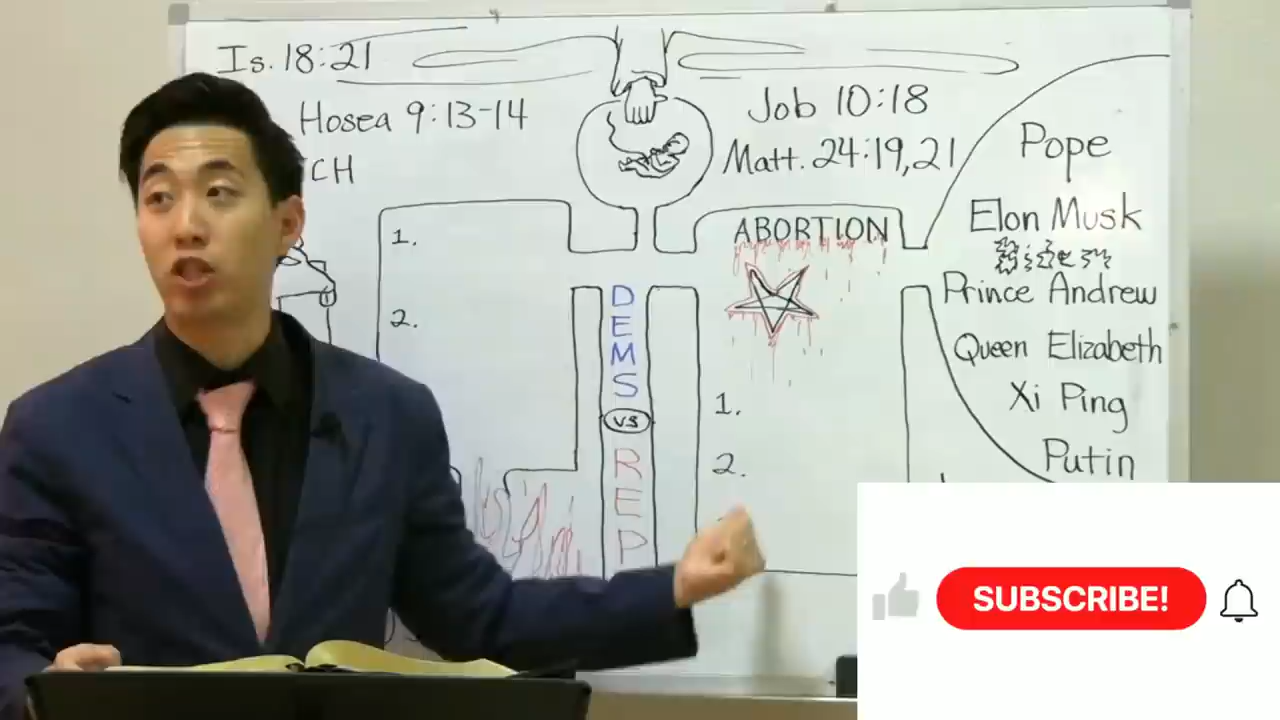 Is. 18:21
Hosea 9:13-14
CH
1.
2.
DEMS
VS
REP
Job 10:18
Matt. 24:19,21
ABORTION
1.
2.
Pope
Elon Musk
Prince Andrew
Queen Elizabeth
Xi Ping
Putin
SUBSCRIBE!